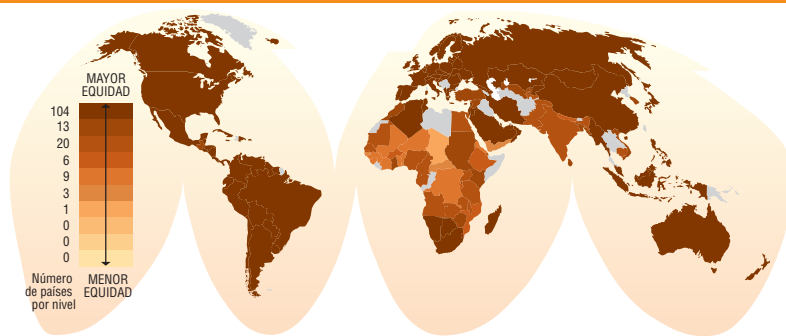 MAYOR
EQUIDAD
104
13
20
6
9
3
1
0
0
0
Número
de países
por nivel
MENOR
EQUIDAD